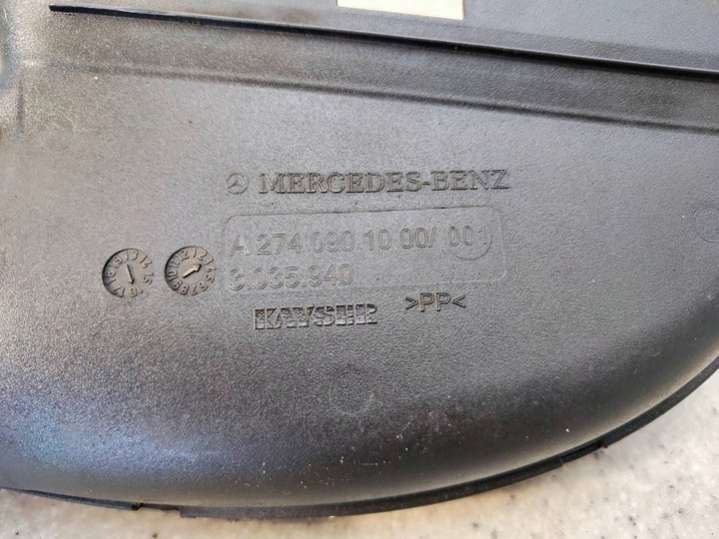 MERCEDES-BENZ
A 274 090 10 00/ 001
3.035.940
KAYSER >PP<